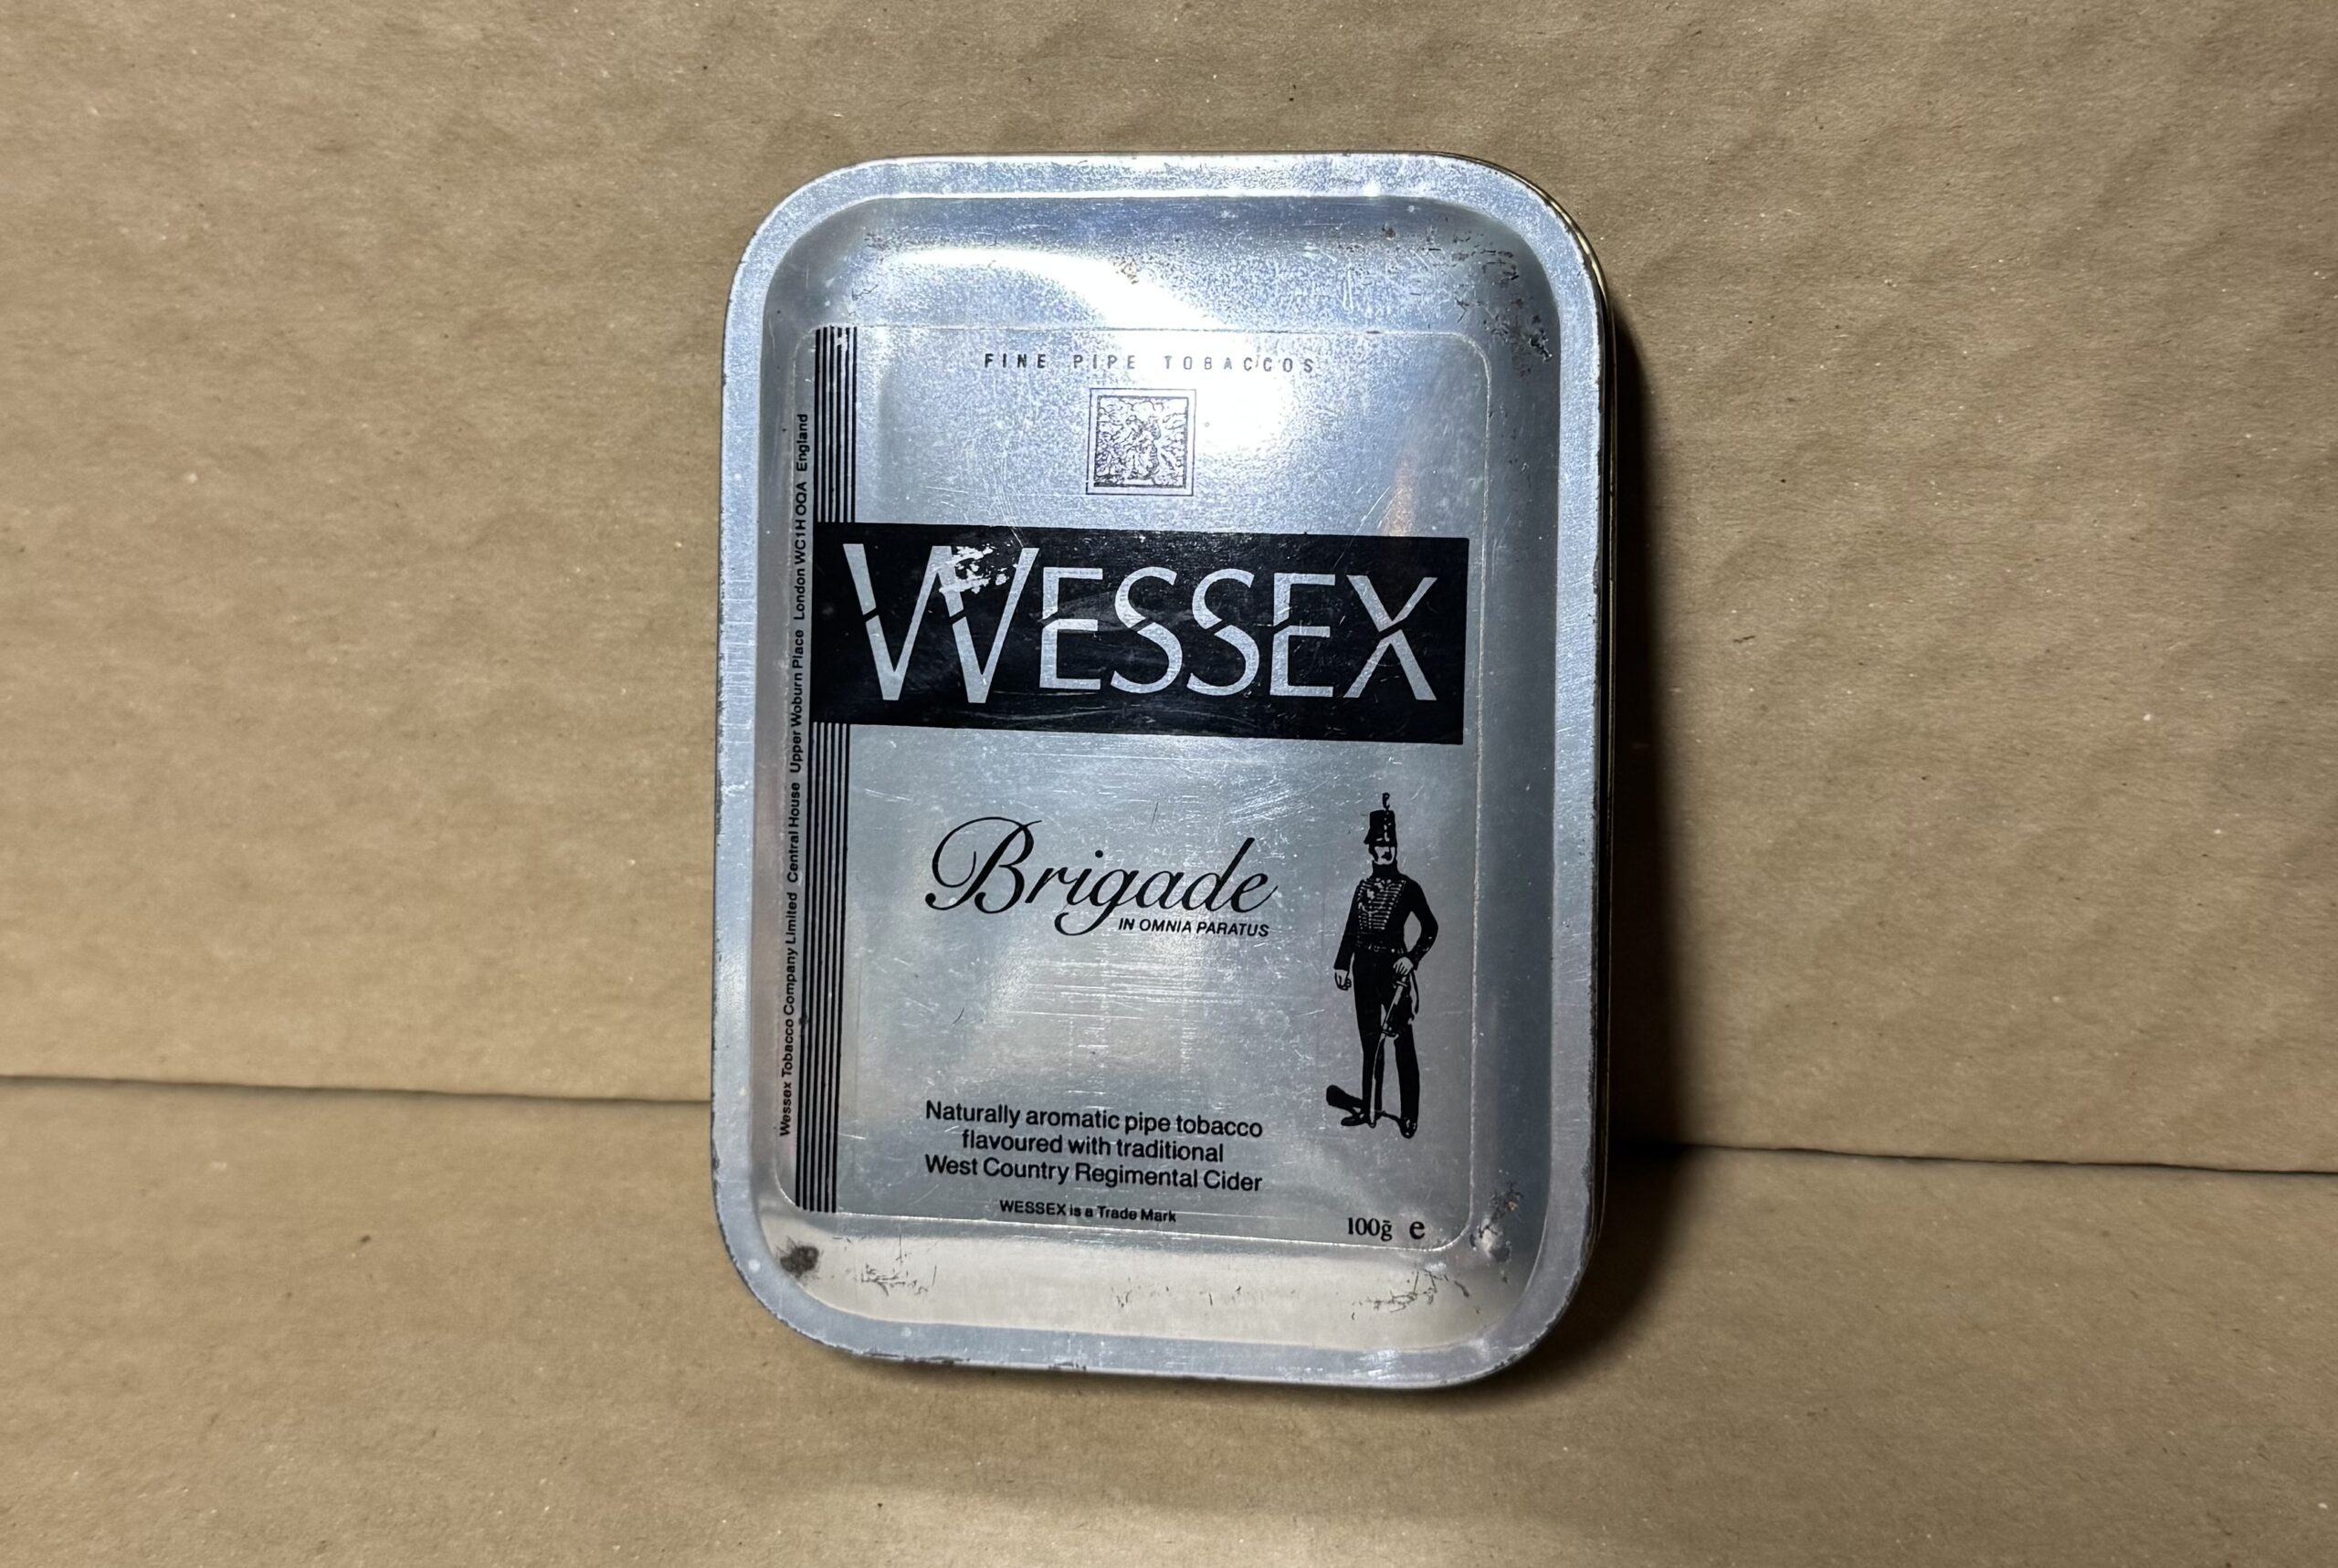 FINE PIPE TOBACCOS
WESSEX
Brigade
IN OMNIA PARATUS
Naturally aromatic pipe tobacco
flavoured with traditional
West Country Regimental Cider
WESSEX is a Trade Mark
100g e
Wessex Tobacco Company Limited Central House Upper Woburn Place London WC1H OQA England